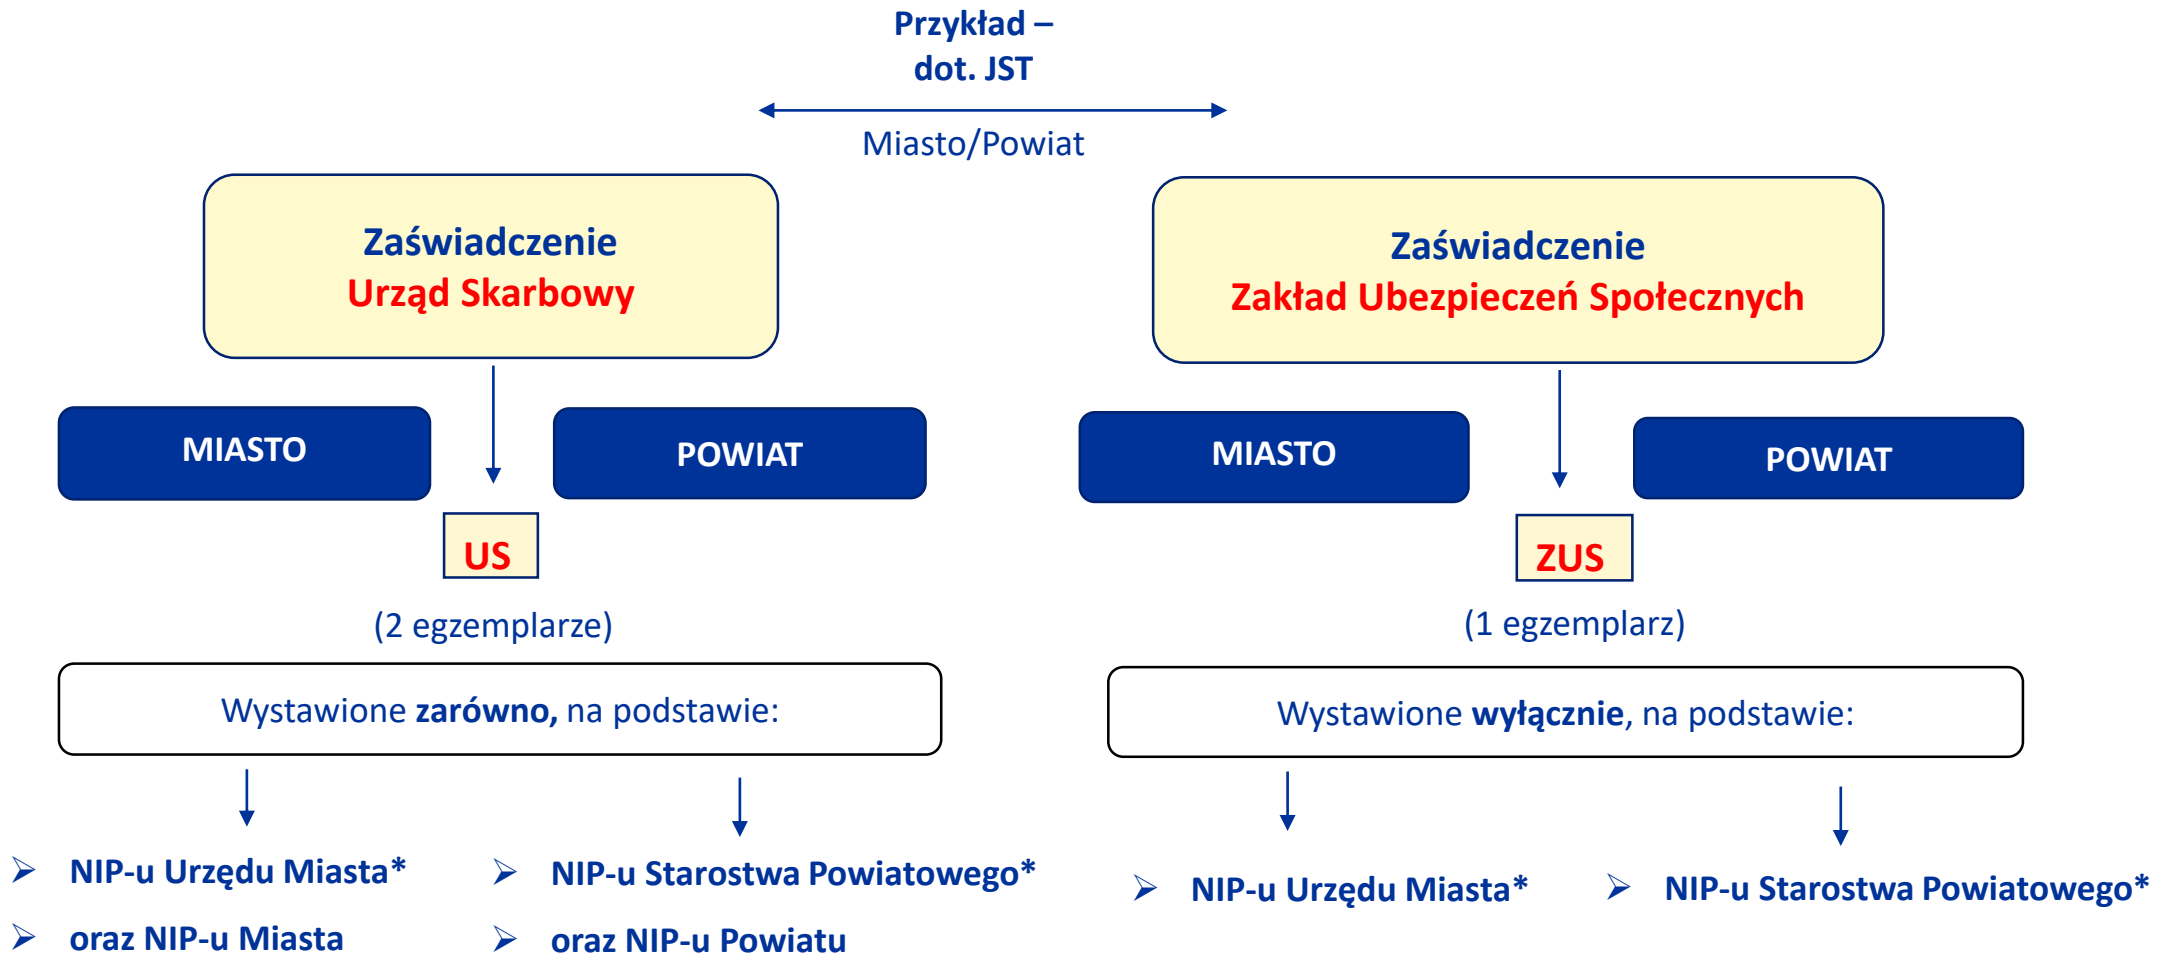 Przykład –
dot. JST
Miasto/Powiat
Zaświadczenie
Urząd Skarbowy
MIASTO
POWIAT
US
(2 egzemplarze)
Wystawione zarówno, na podstawie:
➢ NIP-u Urzędu Miasta*
➢ oraz NIP-u Miasta
➢ NIP-u Starostwa Powiatowego*
➢ oraz NIP-u Powiatu
Zaświadczenie
Zakład Ubezpieczeń Społecznych
MIASTO
POWIAT
ZUS
(1 egzemplarz)
Wystawione wyłącznie, na podstawie:
➢ NIP-u Urzędu Miasta*
➢ NIP-u Starostwa Powiatowego*